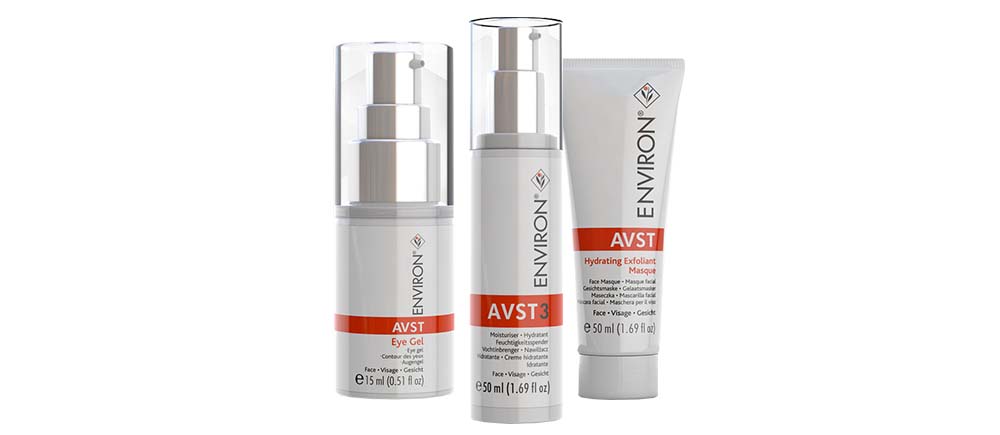 ENVIRON®
AVST
Eye Gel
Eye gel
Contour des yeux
Augengel
Face • Visage • Gesicht
℮ 15 ml (0.51 fl oz)
ENVIRON®
AVST3
Moisturiser • Hydratant
Feuchtigkeitsspender
Vochtinbrenger • Nawilżacz
Hidratante • Creme hidratante
Idratante
Face • Visage • Gesicht
℮ 50 ml (1.69 fl oz)
ENVIRON®
AVST
Hydrating Exfoliant
Masque
Face Masque • Masque facial
Gesichtsmaske • Gelaatsmasker
Maseczka • Mascarilla facial
Máscara facial • Maschera per il viso
Face • Visage • Gesicht
℮ 50 ml (1.69 fl oz)